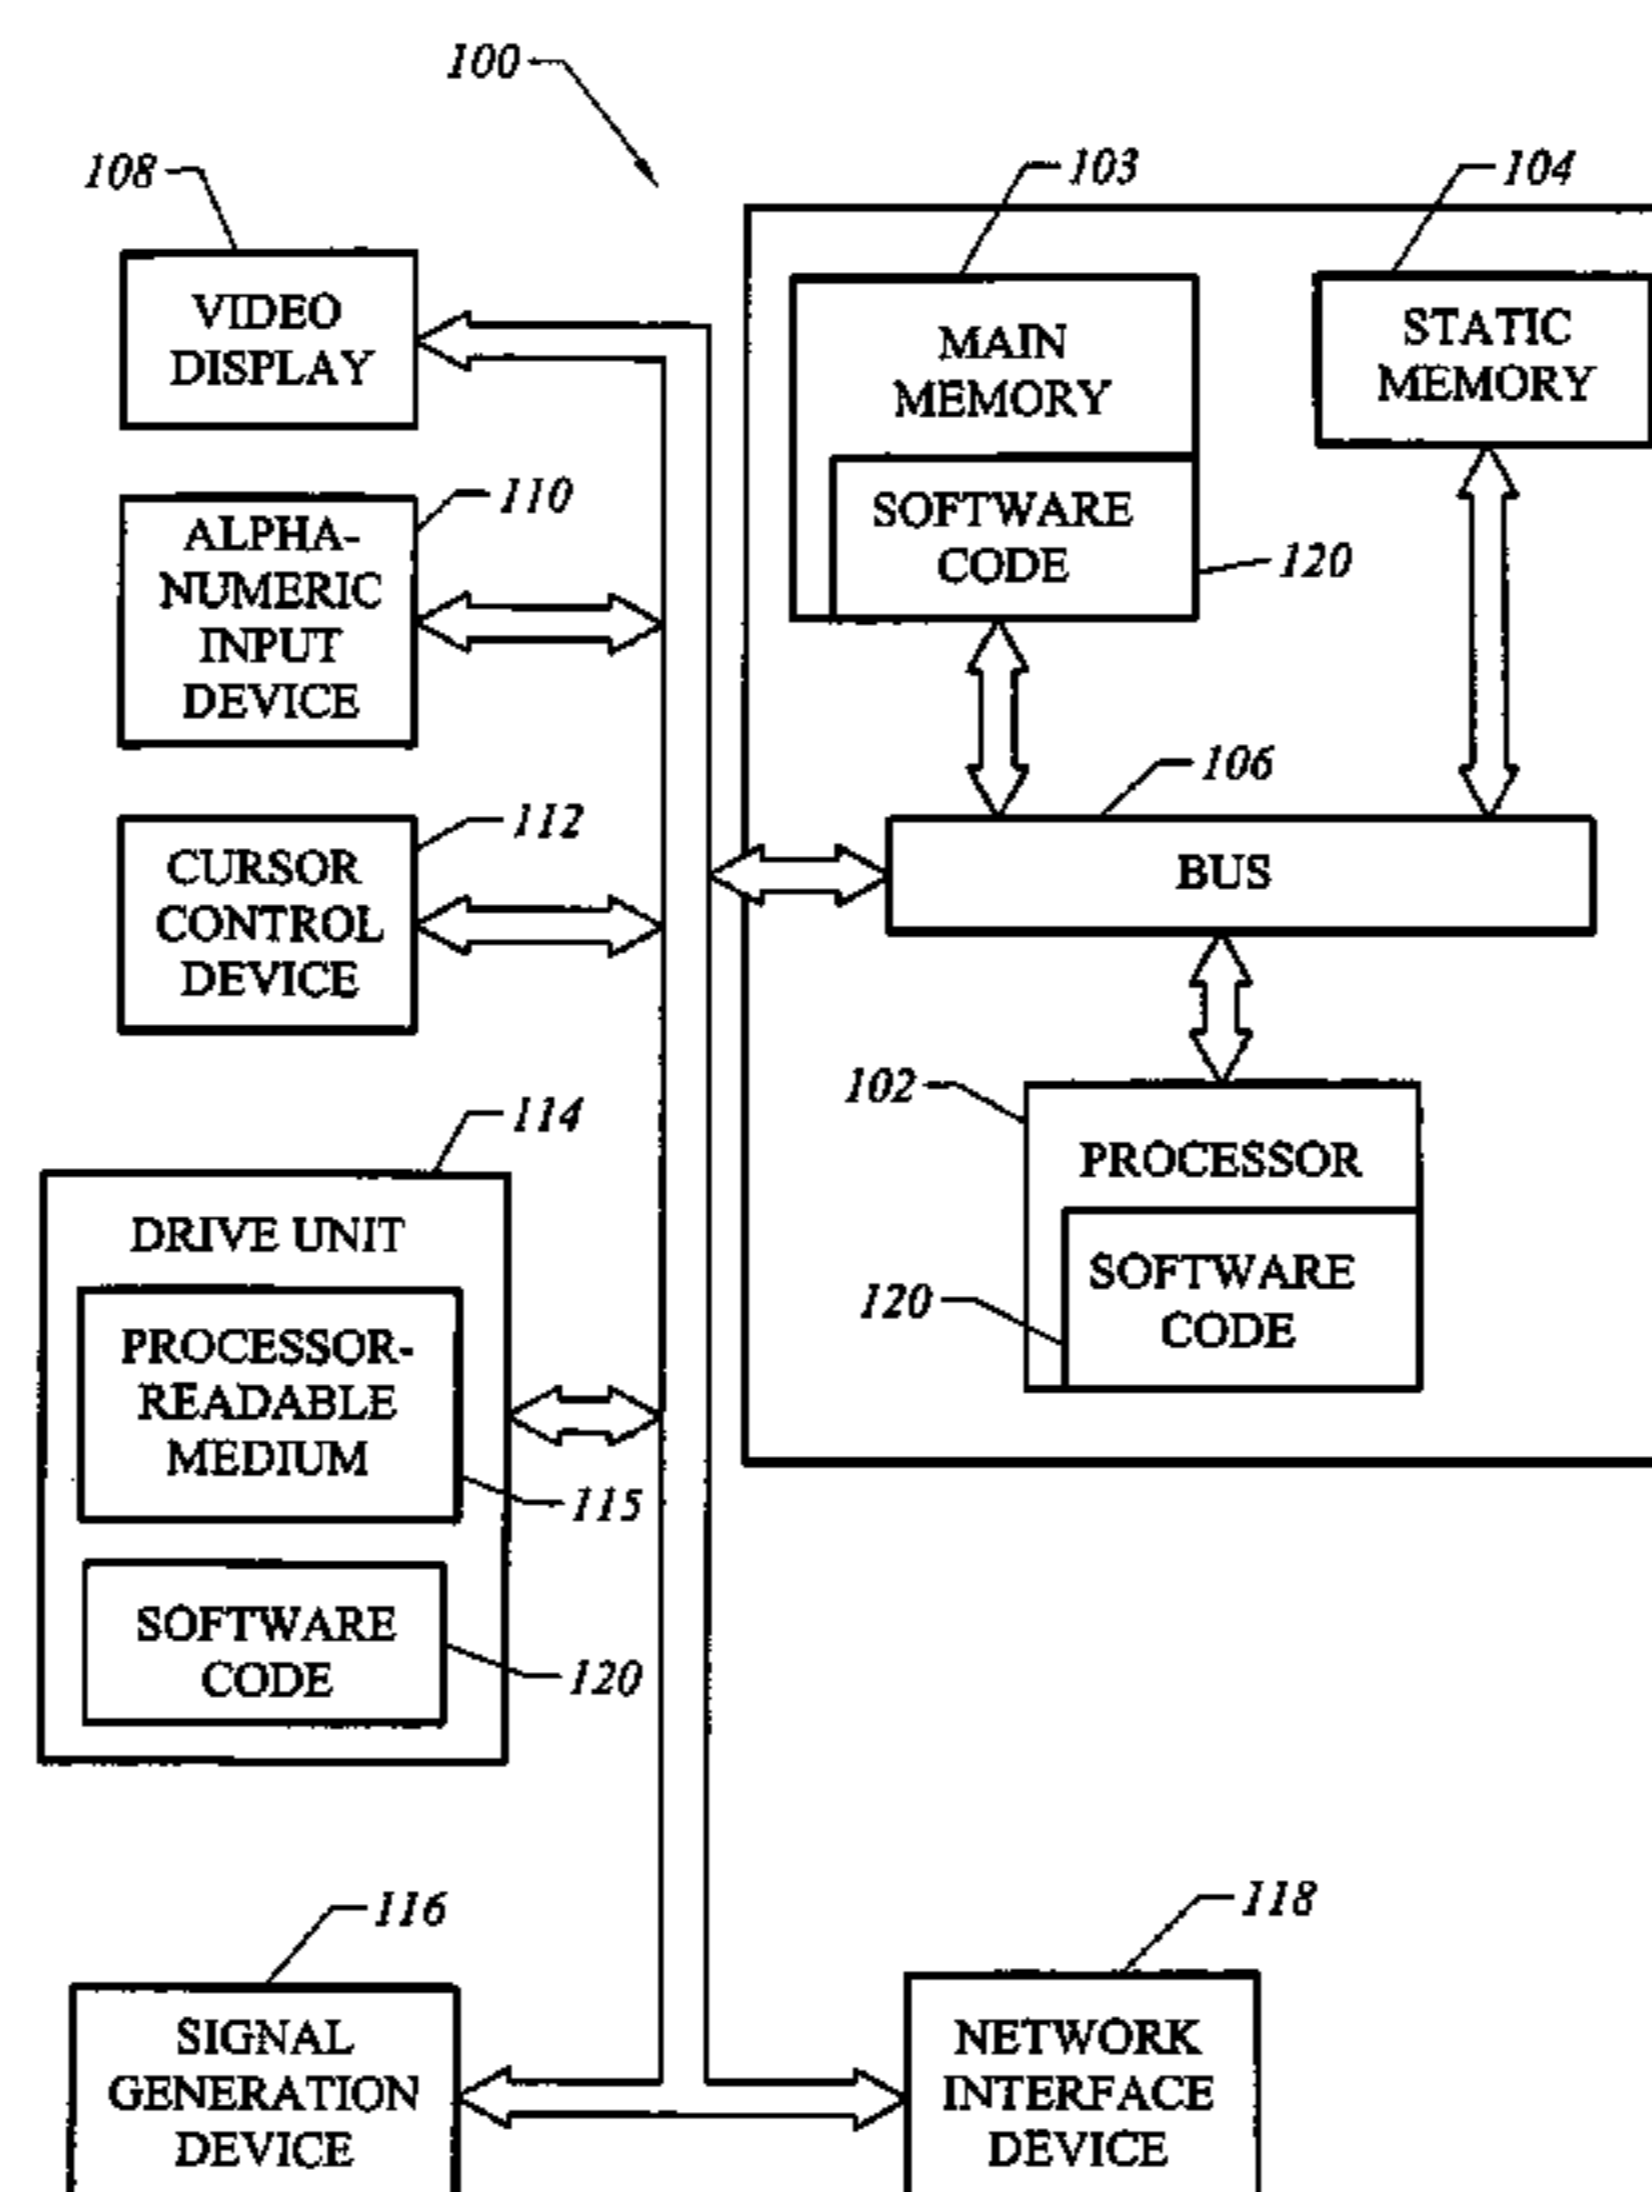 100
108
103
104
VIDEO
DISPLAY
MAIN
MEMORY
STATIC
MEMORY
110
ALPHA-
NUMERIC
INPUT
DEVICE
SOFTWARE
CODE
120
106
112
CURSOR
CONTROL
DEVICE
BUS
102
114
PROCESSOR
DRIVE UNIT
SOFTWARE
CODE
120
PROCESSOR-
READABLE
MEDIUM
115
SOFTWARE
CODE
120
116
118
SIGNAL
GENERATION
DEVICE
NETWORK
INTERFACE
DEVICE